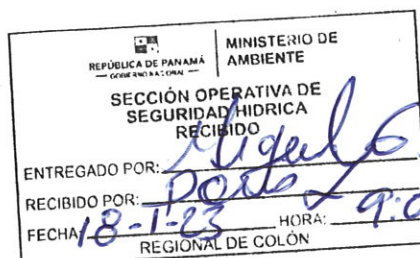 REPÚBLICA DE PANAMÁ
— GOBIERNO NACIONAL —
MINISTERIO DE
AMBIENTE
SECCIÓN OPERATIVA DE
SEGURIDAD HIDRICA
RECIBIDO
ENTREGADO POR: Miguel
RECIBIDO POR:
FECHA: 18-1-23 HORA: 9:0
REGIONAL DE COLÓN